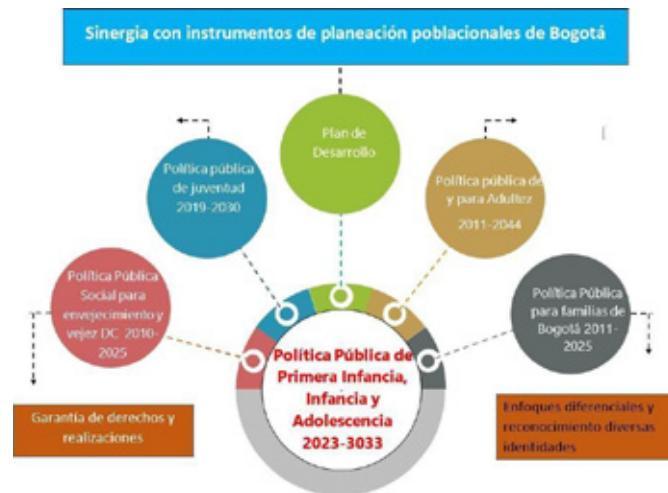 Sinergia con instrumentos de planeación poblacionales de Bogotá
Plan de
Desarrollo
Política pública
de juventud
2019-2030
Política pública de
y para Adultez
2011-2044
Política Pública
Social para
envejecimiento y
vejez DC 2010-
2025
Política Pública
para familias de
Bogotá 2011-
2025
Política Pública de
Primera Infancia,
Infancia y
Adolescencia
2023-3033
Garantía de derechos y
realizaciones
Enfoques diferenciales y
reconocimiento diversas
identidades